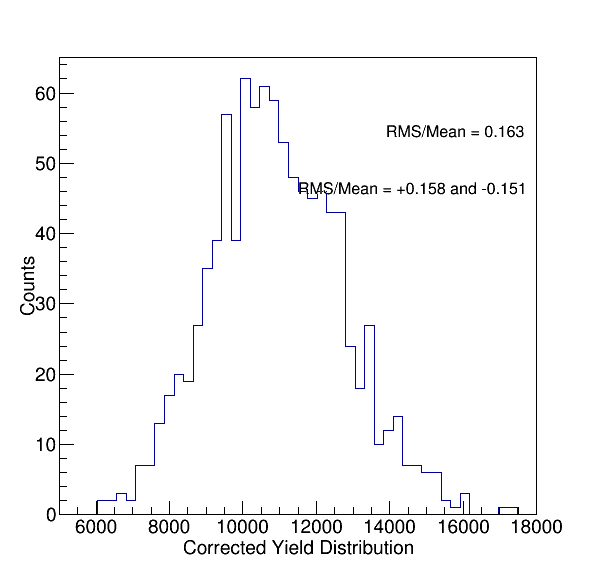 60
RMS/Mean = 0.163
50
RMS/Mean = +0.158 and -0.151
40
Counts
30
20
10
0
6000 8000 10000 12000 14000 16000 18000
Corrected Yield Distribution